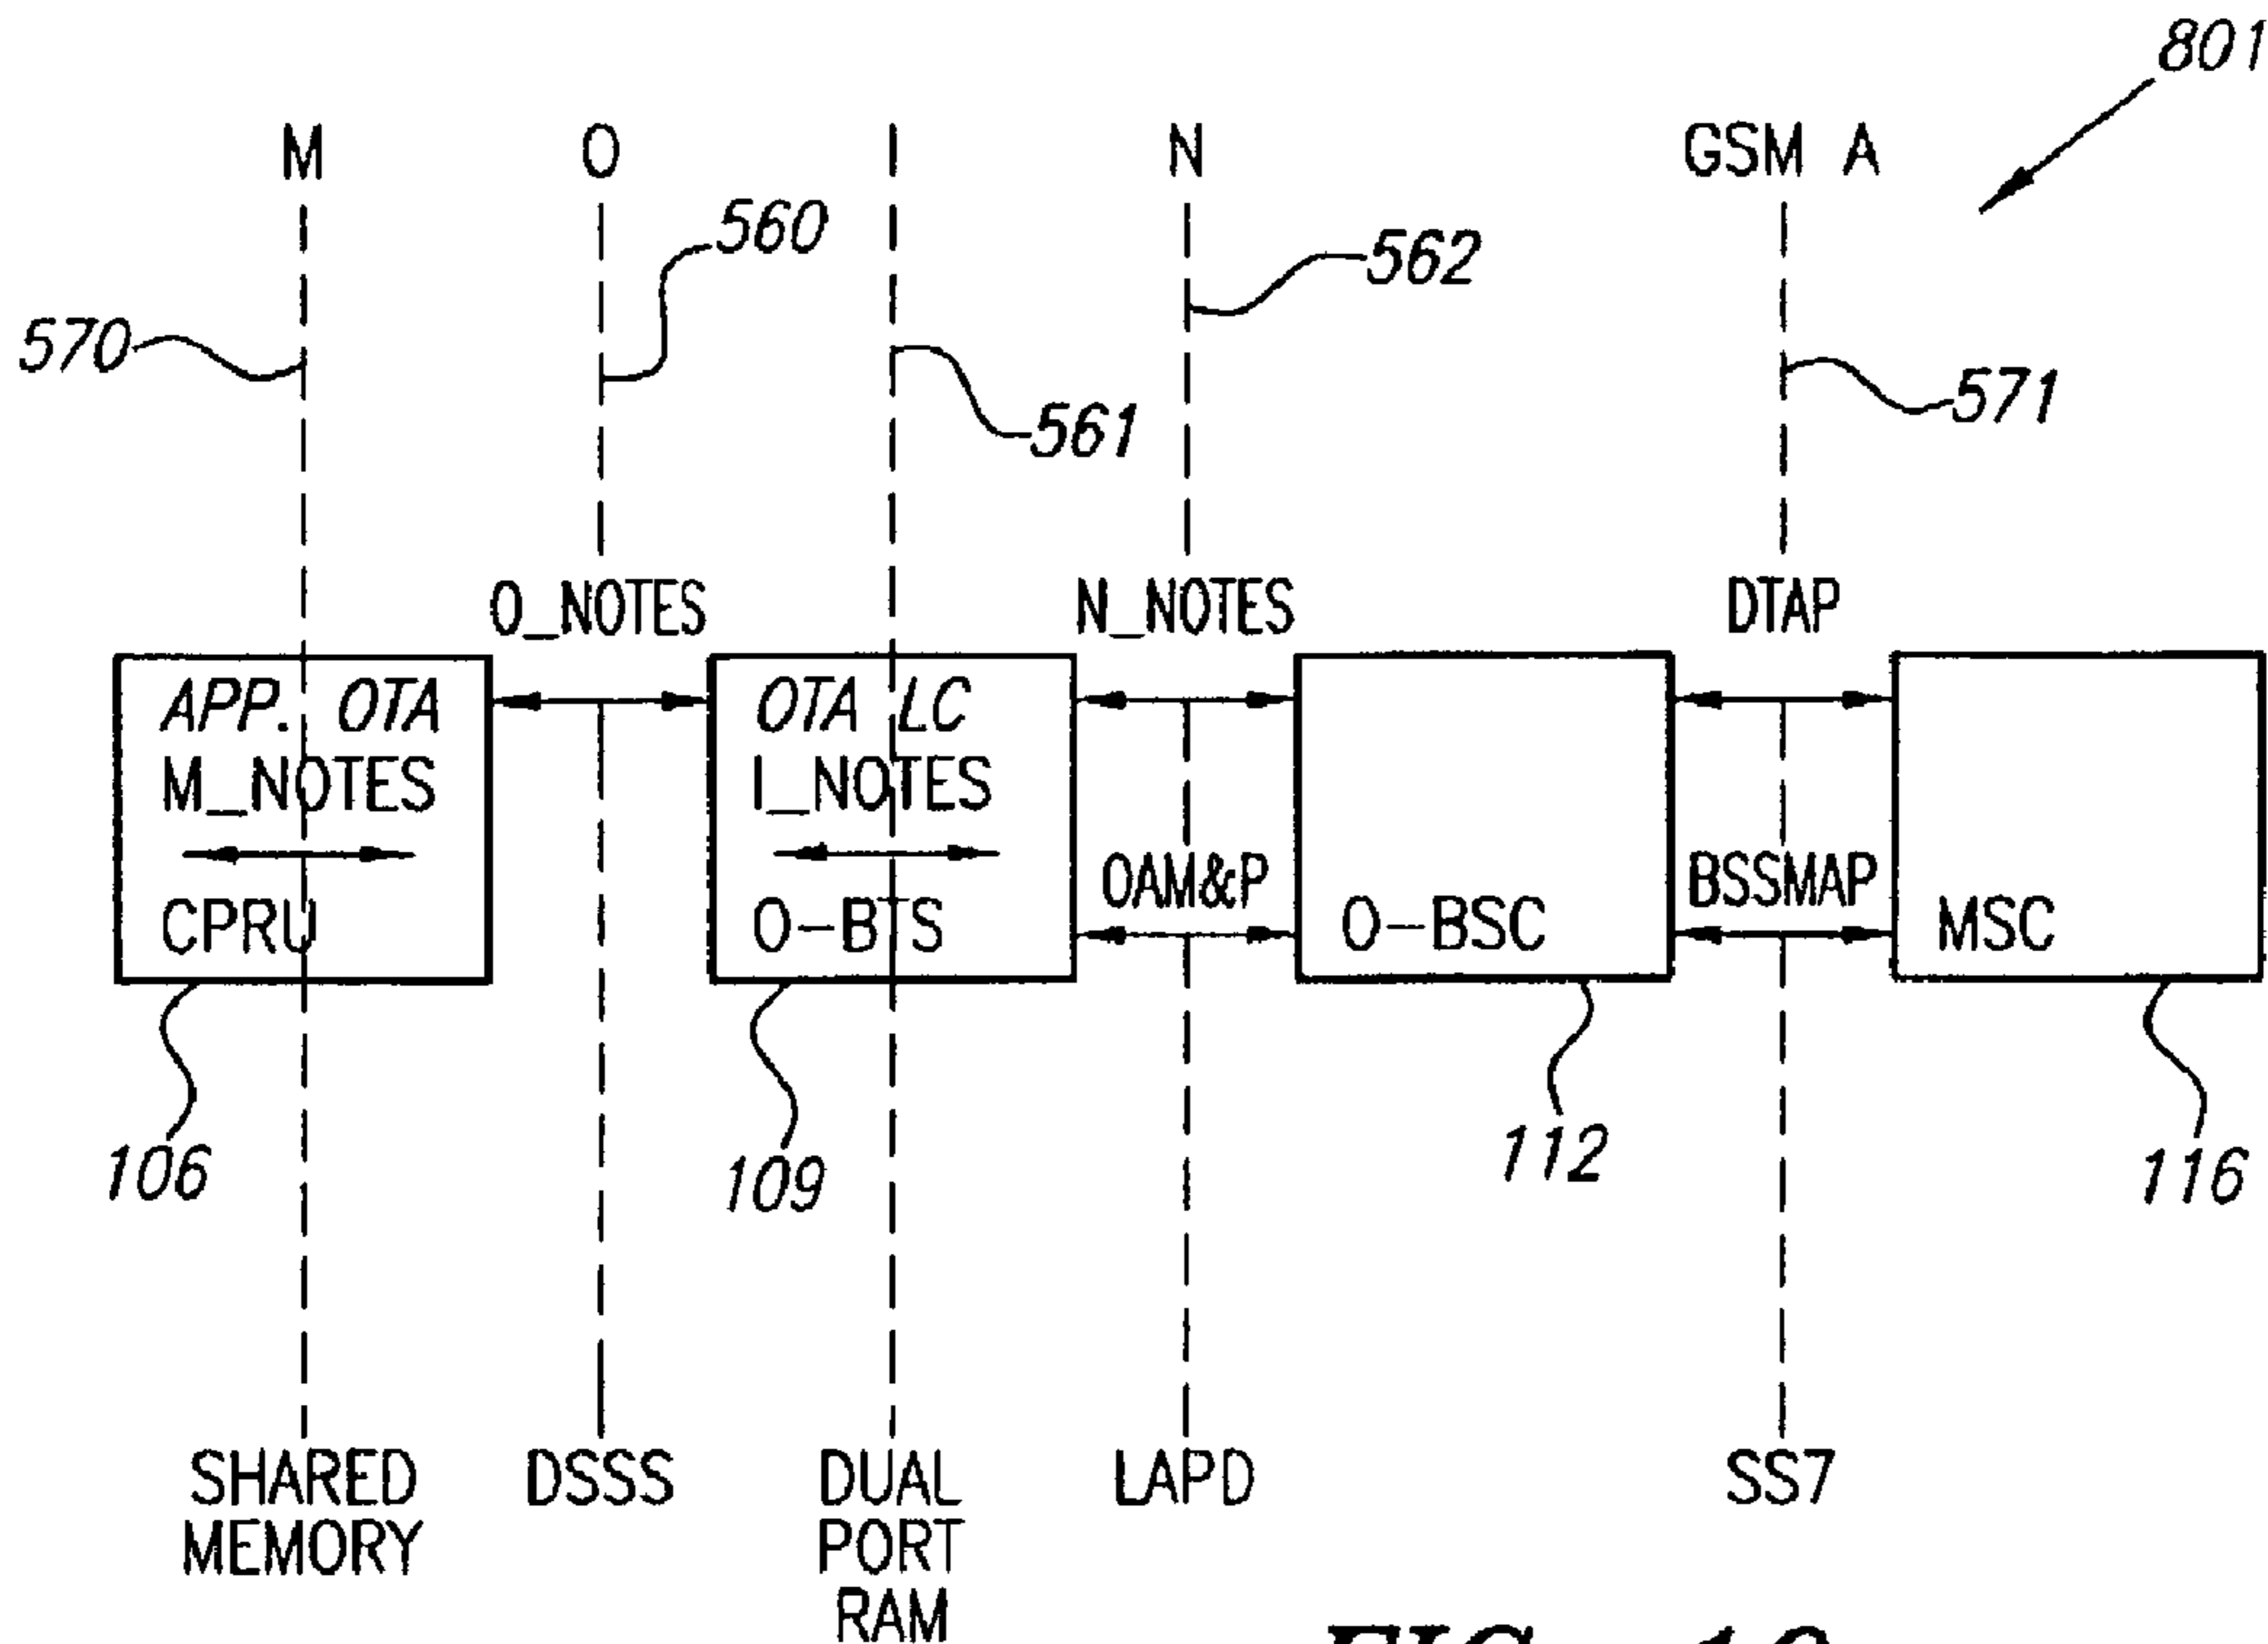 801
M O I N GSM A
560
562
570
561
571
O_NOTES N_NOTES DTAP
APP. OTA
M_NOTES
CPRU
OTA LC
I_NOTES
O-BTS
OAM&P
O-BSC
BSSMAP
MSC
106
109
112
116
SHARED
MEMORY
DSSS
DUAL
PORT
RAM
LAPD
SS7